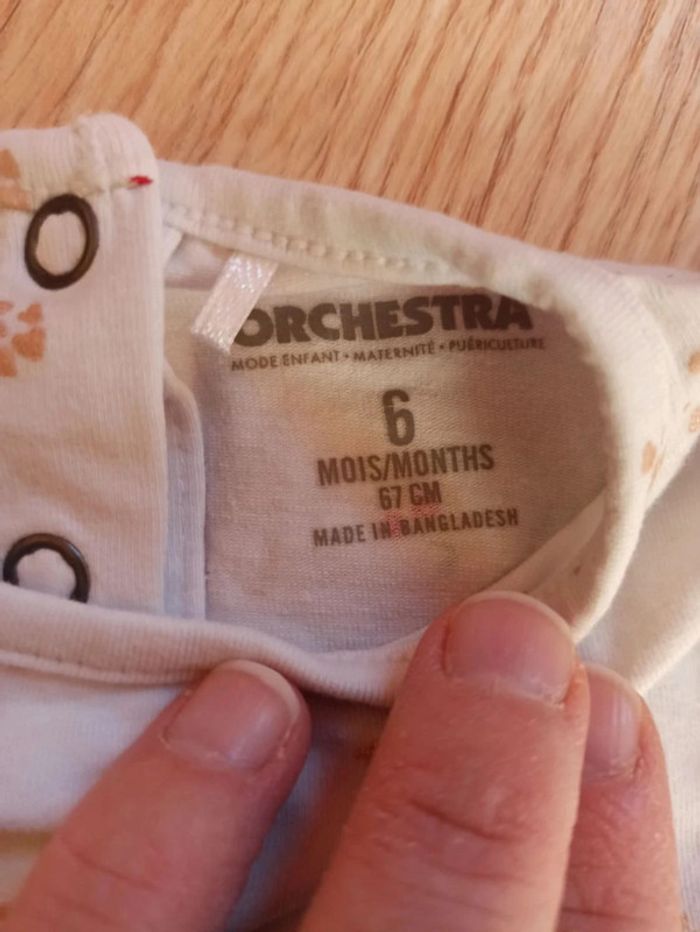 ORCHESTRA
MODE ENFANT • MATERNITÉ • PUÉRICULTURE
6
MOIS/MONTHS
67 CM
MADE IN BANGLADESH